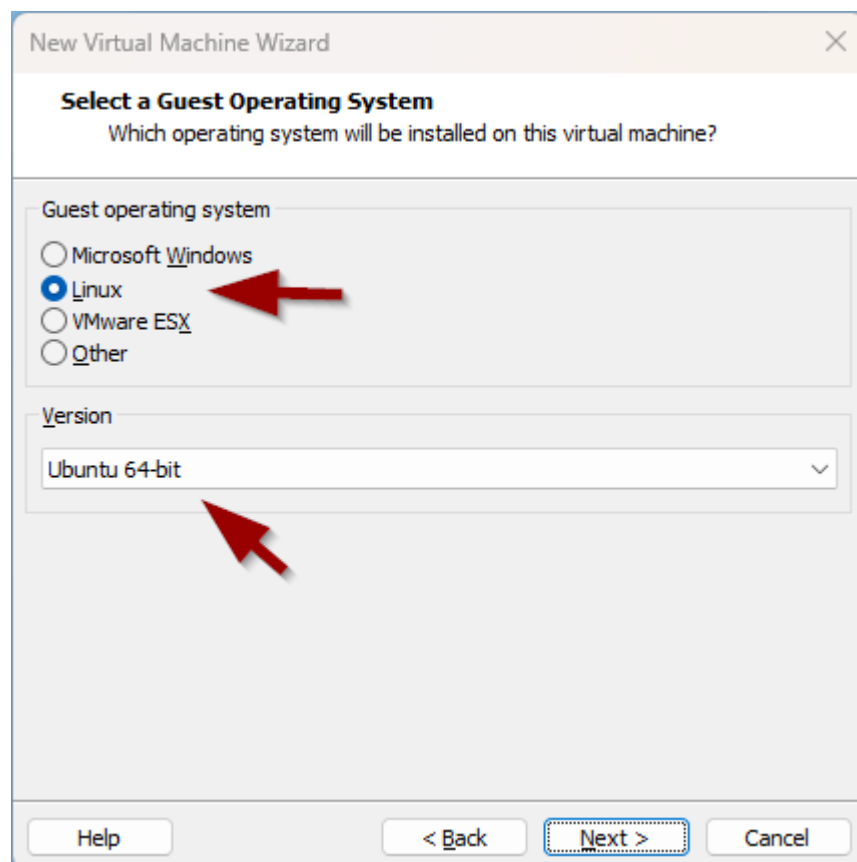 New Virtual Machine Wizard
Select a Guest Operating System
Which operating system will be installed on this virtual machine?
Guest operating system
Microsoft Windows
Linux
VMware ESX
Other
Version
Ubuntu 64-bit
Help
< Back
Next >
Cancel